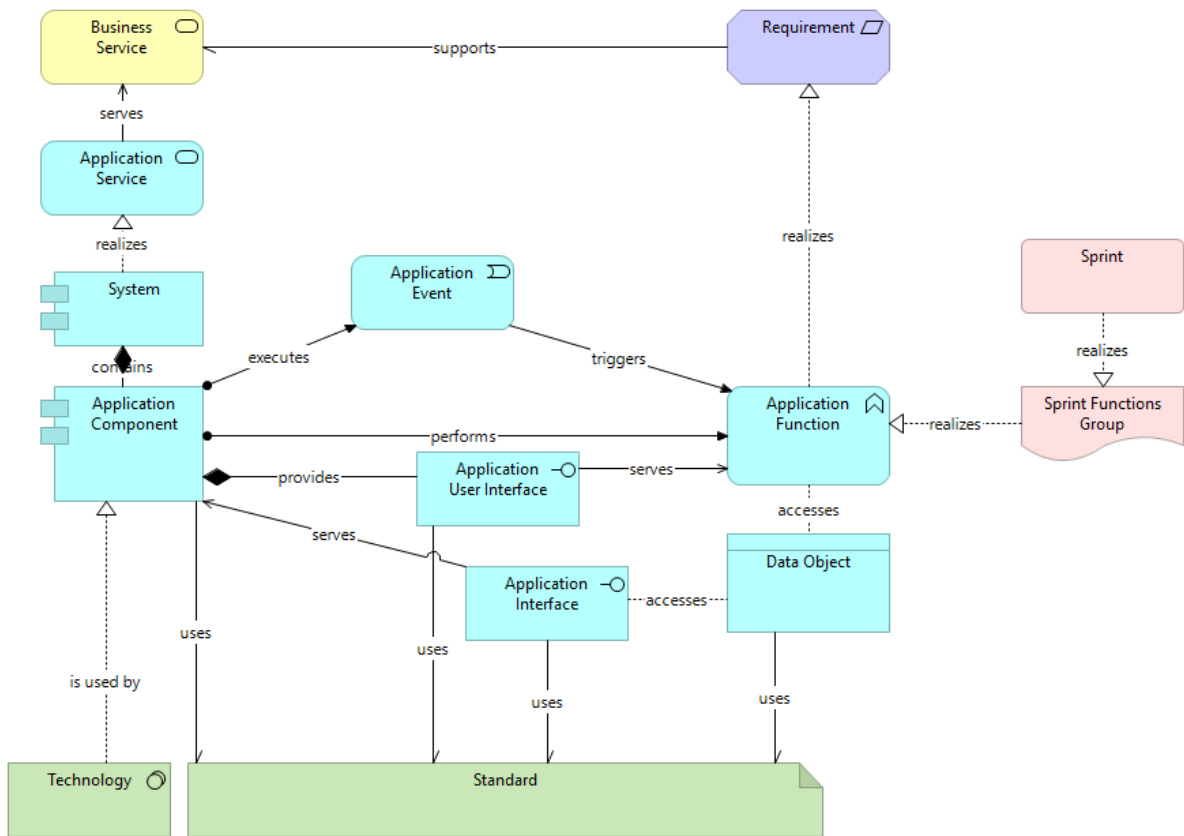 Business
Service
Requirement
supports
serves
Application
Service
realizes
realizes
Sprint
System
Application
Event
contains
executes
triggers
realizes
Application
Component
Application
Function
Sprint Functions
Group
performs
realizes
provides
Application
User Interface
serves
accesses
serves
Data Object
Application
Interface
accesses
uses
uses
is used by
uses
uses
Technology
Standard